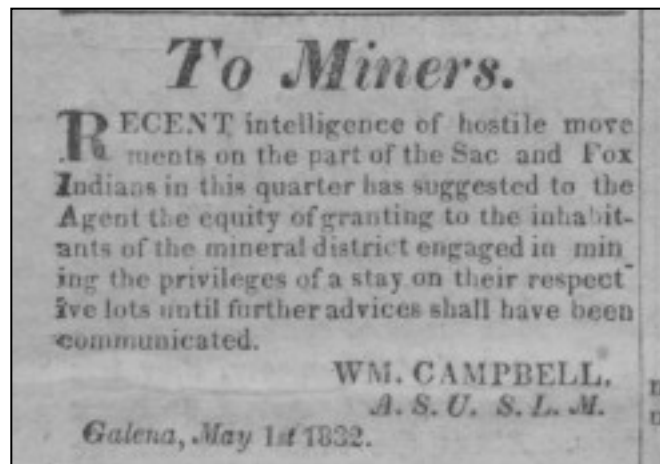 To Miners.
RECENT intelligence of hostile move
ments on the part of the Sac and Fox
Indians in this quarter has suggested to the
Agent the equity of granting to the inhabit-
ants of the mineral district engaged in min
ing the privileges of a stay on their respect-
ive lots until further advices shall have been
communicated.
WM. CAMPBELL.
A. S. U. S. L. M.
Galena, May 1st 1832.